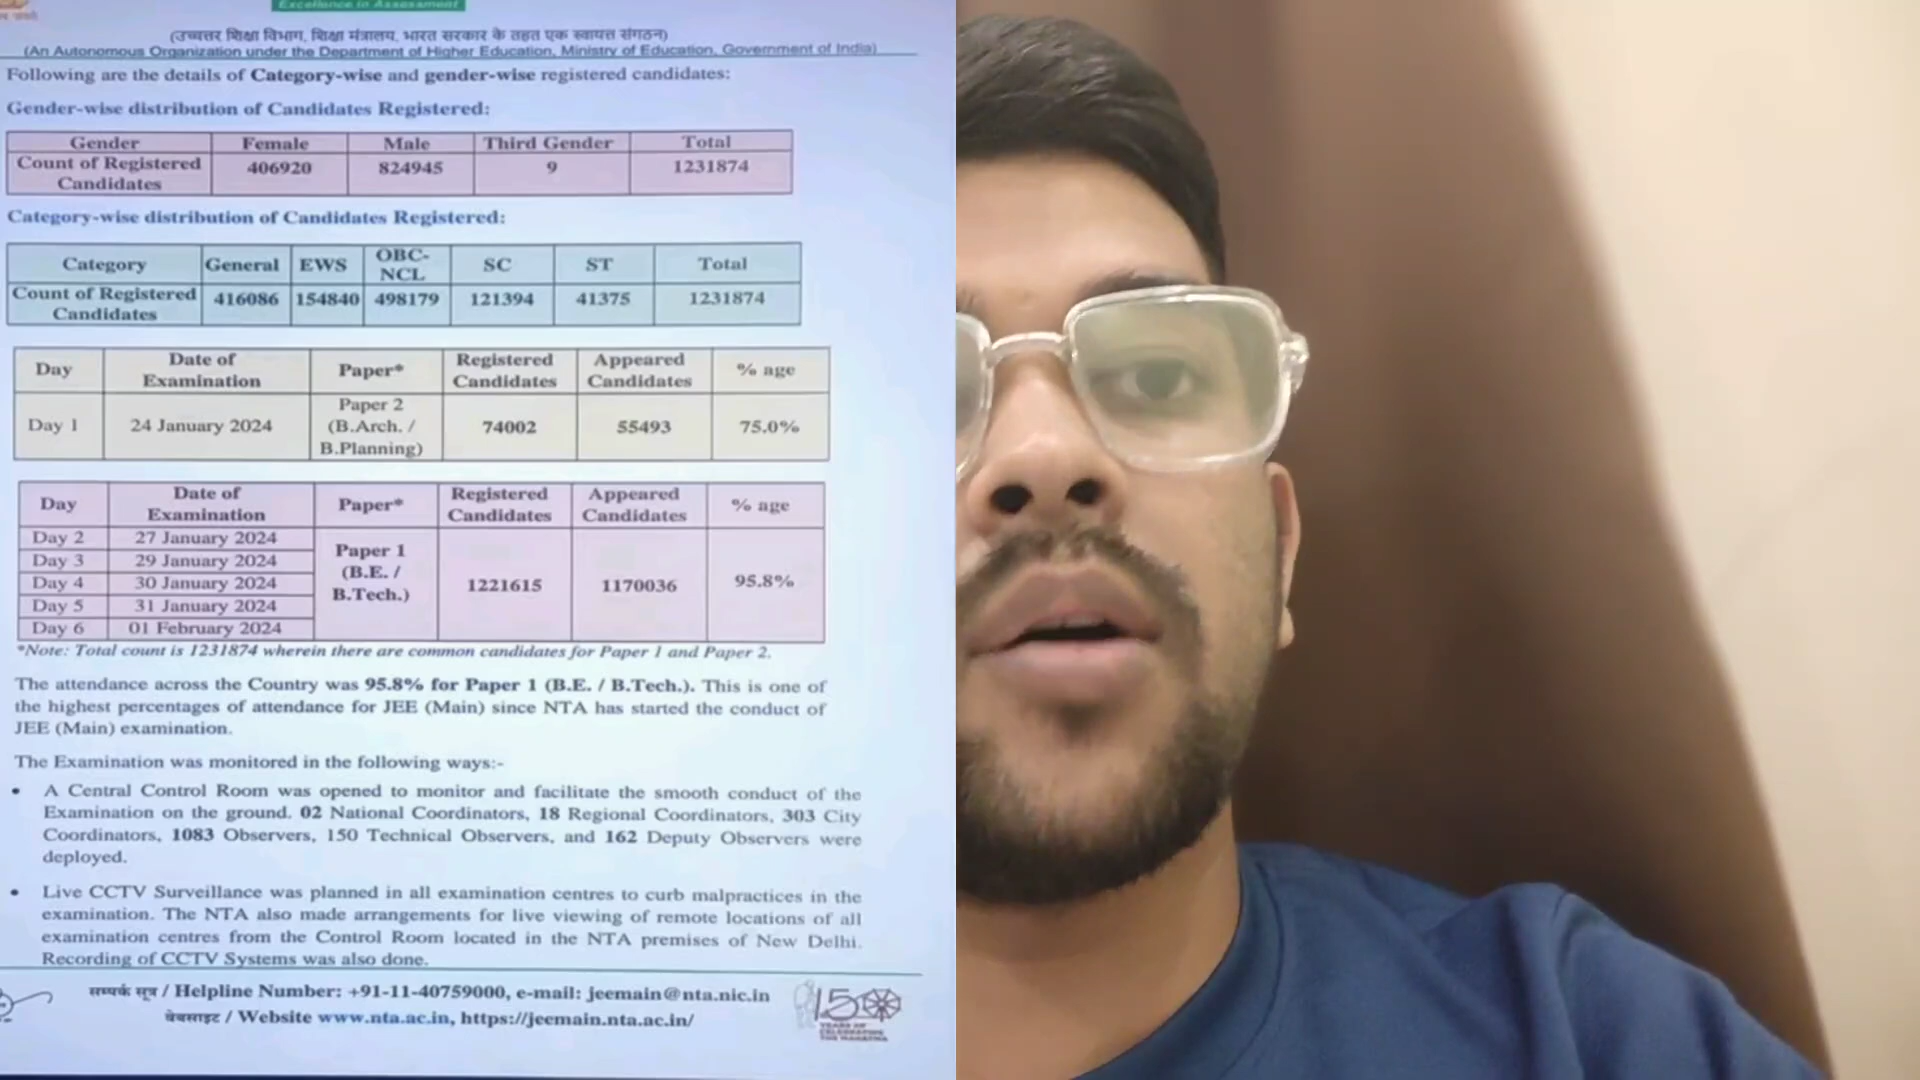 Excellence in Assessment
(उच्चत्तर शिक्षा विभाग, शिक्षा मंत्रालय, भारत सरकार के तहत एक स्वायत्त संगठन)
(An Autonomous Organization under the Department of Higher Education, Ministry of Education, Government of India)
Following are the details of Category-wise and gender-wise registered candidates:
Gender-wise distribution of Candidates Registered:
Gender Female Male Third Gender Total
Count of Registered Candidates 406920 824945 9 1231874
Category-wise distribution of Candidates Registered:
Category General EWS OBC-NCL SC ST Total
Count of Registered Candidates 416086 154840 498179 121394 41375 1231874
Day Date of Examination Paper* Registered Candidates Appeared Candidates % age
Day 1 24 January 2024 Paper 2 (B.Arch. / B.Planning) 74002 55493 75.0%
Day Date of Examination Paper* Registered Candidates Appeared Candidates % age
Day 2 27 January 2024
Day 3 29 January 2024
Day 4 30 January 2024
Day 5 31 January 2024
Day 6 01 February 2024
Paper 1 (B.E. / B.Tech.) 1221615 1170036 95.8%
*Note: Total count is 1231874 wherein there are common candidates for Paper 1 and Paper 2.
The attendance across the Country was 95.8% for Paper 1 (B.E. / B.Tech.). This is one of
the highest percentages of attendance for JEE (Main) since NTA has started the conduct of
JEE (Main) examination.
The Examination was monitored in the following ways:-
• A Central Control Room was opened to monitor and facilitate the smooth conduct of the
Examination on the ground. 02 National Coordinators, 18 Regional Coordinators, 303 City
Coordinators, 1083 Observers, 150 Technical Observers, and 162 Deputy Observers were
deployed.
• Live CCTV Surveillance was planned in all examination centres to curb malpractices in the
examination. The NTA also made arrangements for live viewing of remote locations of all
examination centres from the Control Room located in the NTA premises of New Delhi.
Recording of CCTV Systems was also done.
सम्पर्क सूत्र / Helpline Number: +91-11-40759000, e-mail: jeemain@nta.nic.in
वेबसाइट / Website www.nta.ac.in, https://jeemain.nta.ac.in/
150
YEARS OF
CELEBRATING
THE MAHATMA